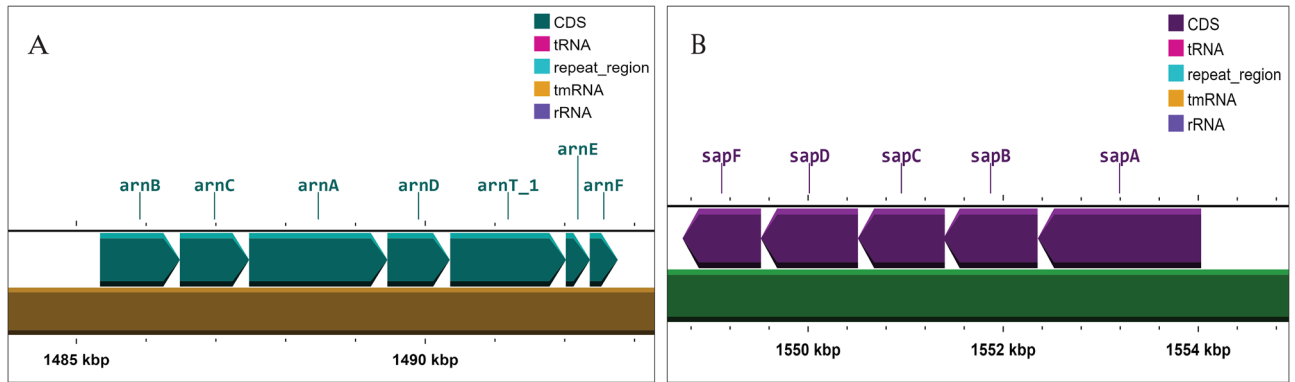 A
CDS
tRNA
repeat_region
tmRNA
rRNA
arnB
arnC
arnA
arnD
arnT_1
arnE
arnF
1485 kbp
1490 kbp
B
CDS
tRNA
repeat_region
tmRNA
rRNA
sapF
sapD
sapC
sapB
sapA
1550 kbp
1552 kbp
1554 kbp